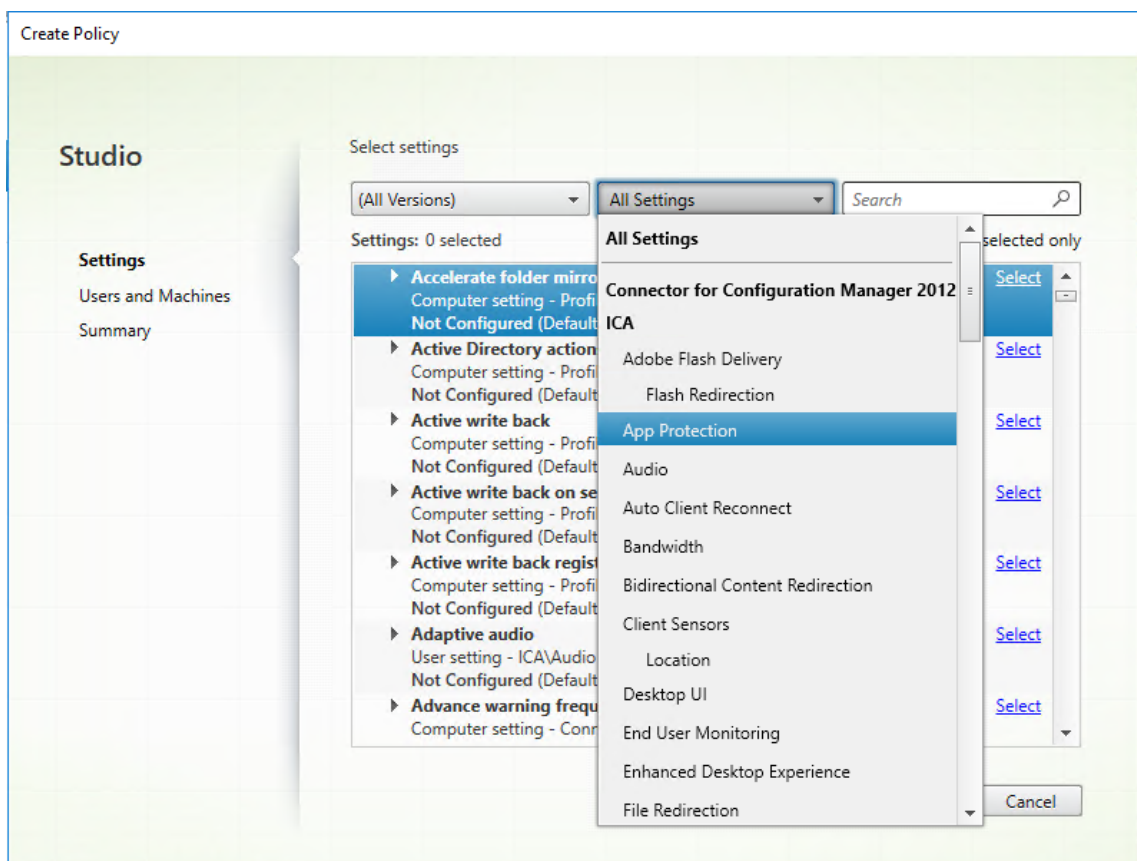 Create Policy
Studio
Settings
Users and Machines
Summary
Select settings
(All Versions)
All Settings
Search
Settings: 0 selected
selected only
Accelerate folder mirro
Computer setting - Profi
Not Configured (Default
Select
Active Directory action
Computer setting - Profi
Not Configured (Default
Select
Active write back
Computer setting - Profi
Not Configured (Default
Select
Active write back on se
Computer setting - Profi
Not Configured (Default
Select
Active write back regist
Computer setting - Profi
Not Configured (Default
Select
Adaptive audio
User setting - ICA\Audio
Not Configured (Default
Select
Advance warning frequ
Computer setting - Conn
Select
All Settings
Connector for Configuration Manager 2012
ICA
Adobe Flash Delivery
Flash Redirection
App Protection
Audio
Auto Client Reconnect
Bandwidth
Bidirectional Content Redirection
Client Sensors
Location
Desktop UI
End User Monitoring
Enhanced Desktop Experience
File Redirection
Cancel